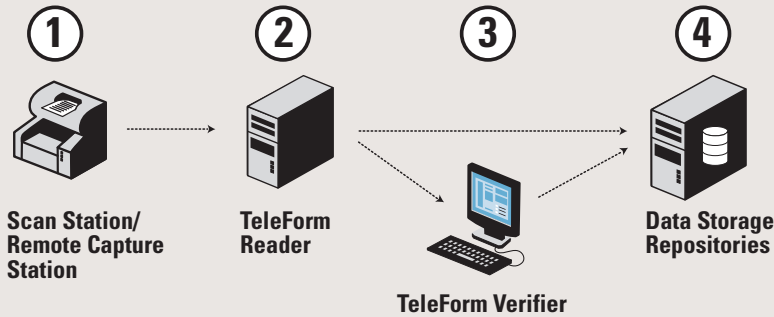 1
2
3
4
Scan Station/
Remote Capture
Station
TeleForm
Reader
TeleForm Verifier
Data Storage
Repositories